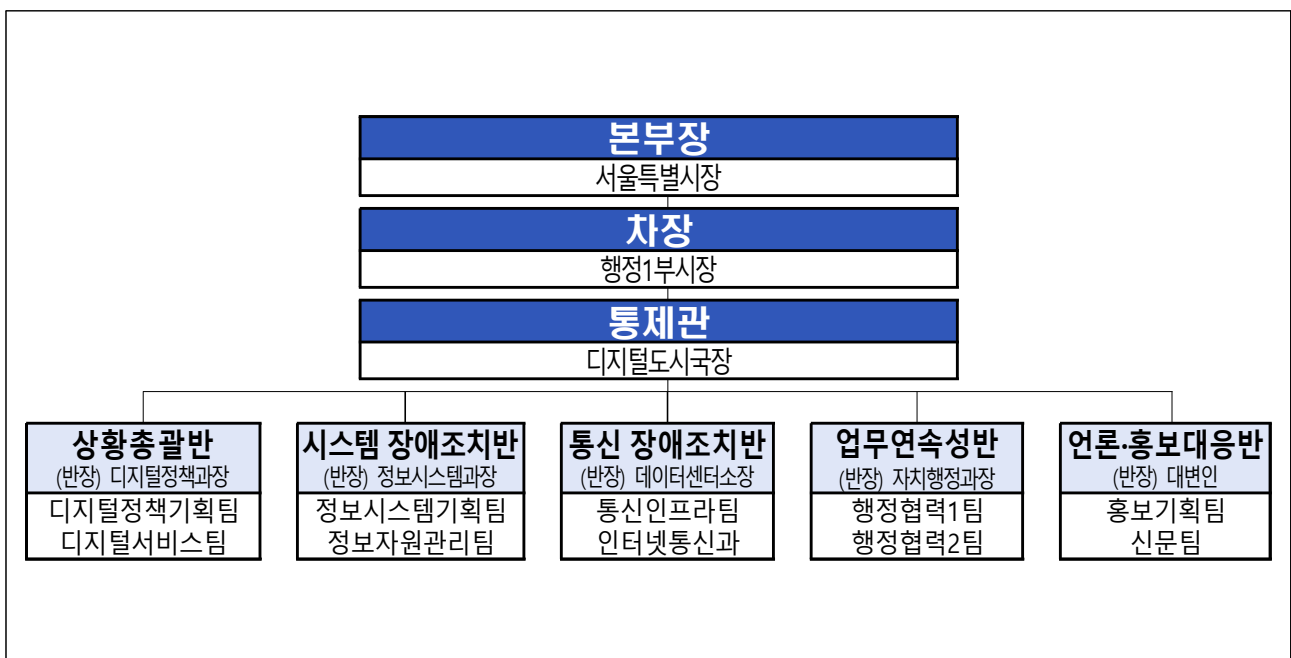 본부장
서울특별시장
차장
행정1부시장
통제관
디지털도시국장
상황총괄반
(반장) 디지털정책과장
디지털정책기획팀
디지털서비스팀
시스템 장애조치반
(반장) 정보시스템과장
정보시스템기획팀
정보자원관리팀
통신 장애조치반
(반장) 데이터센터소장
통신인프라팀
인터넷통신과
업무연속성반
(반장) 자치행정과장
행정협력1팀
행정협력2팀
언론·홍보대응반
(반장) 대변인
홍보기획팀
신문팀